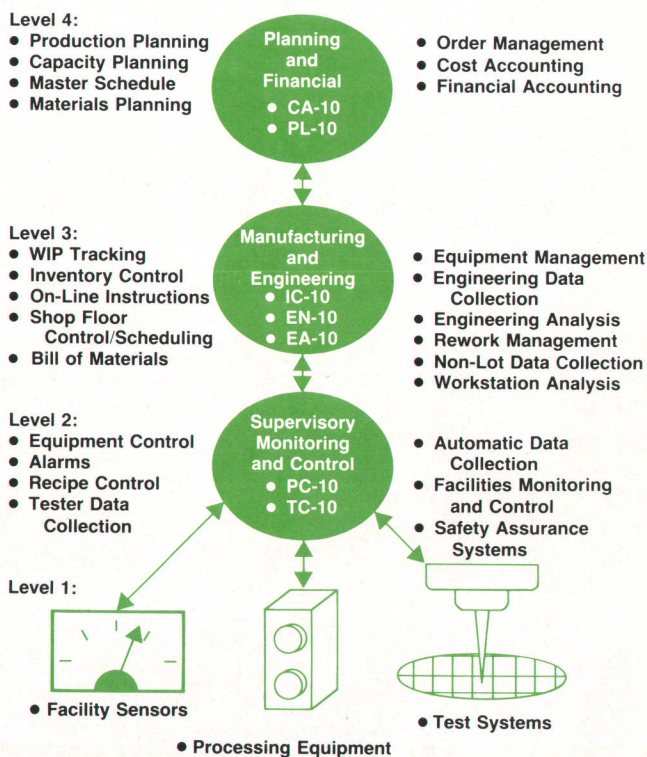 Level 4:
● Production Planning
● Capacity Planning
● Master Schedule
● Materials Planning
Planning
and
Financial
● CA-10
● PL-10
● Order Management
● Cost Accounting
● Financial Accounting
Level 3:
● WIP Tracking
● Inventory Control
● On-Line Instructions
● Shop Floor
Control/Scheduling
● Bill of Materials
Manufacturing
and
Engineering
● IC-10
● EN-10
● EA-10
● Equipment Management
● Engineering Data
Collection
● Engineering Analysis
● Rework Management
● Non-Lot Data Collection
● Workstation Analysis
Level 2:
● Equipment Control
● Alarms
● Recipe Control
● Tester Data
Collection
Supervisory
Monitoring
and Control
● PC-10
● TC-10
● Automatic Data
Collection
● Facilities Monitoring
and Control
● Safety Assurance
Systems
Level 1:
● Facility Sensors
● Processing Equipment
● Test Systems